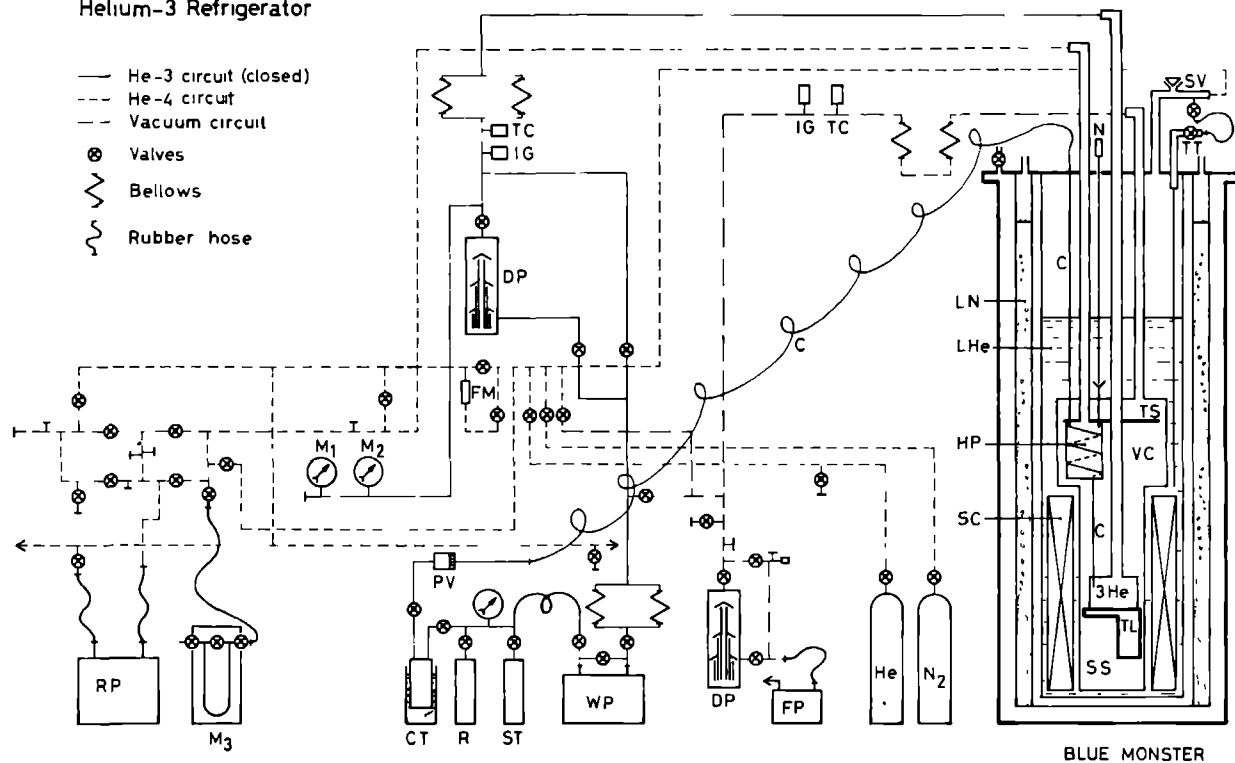 Helium-3 Refrigerator
He-3 circuit (closed)
He-4 circuit
Vacuum circuit
Valves
Bellows
Rubber hose
TC
IG
IG TC
SV
N
TT
DP
C
LN
C
LHe
FM
TS
M1 M2
HP
VC
SC
C
PV
3He
TL
SS
RP
M3
CT R ST
WP
DP
FP
He
N2
BLUE MONSTER